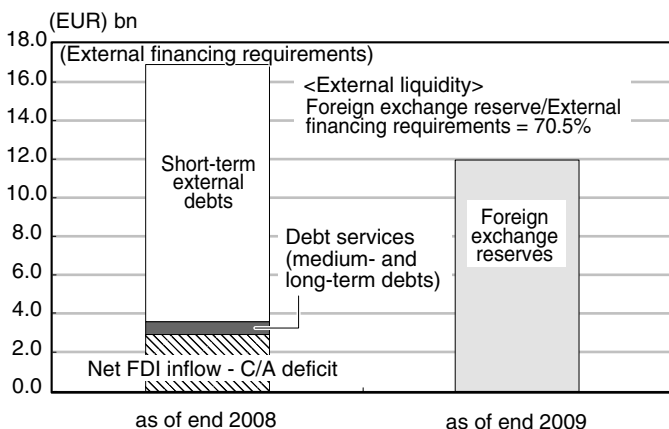 (EUR) bn
18.0
(External financing requirements)
16.0
<External liquidity>
Foreign exchange reserve/External
financing requirements = 70.5%
14.0
12.0
Short-term
external
debts
10.0
8.0
Foreign
exchange
reserves
Debt services
(medium- and
long-term debts)
6.0
4.0
2.0
Net FDI inflow - C/A deficit
0.0
as of end 2008
as of end 2009